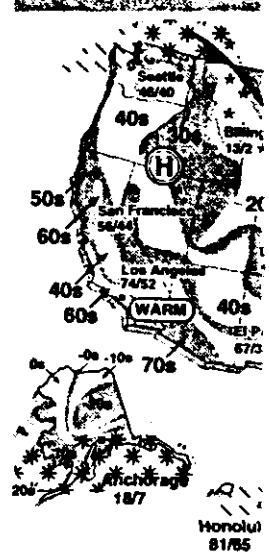 Seattle
46/40
40s
30s
Billing
13/2
H
50s
San Francisco
56/44
60s
20
Los Angeles
74/52
40s
60s
WARM
40s
El P
67/3
70s
0s
-0s
-10s
20s
Anchorage
18/7
Honolul
81/65